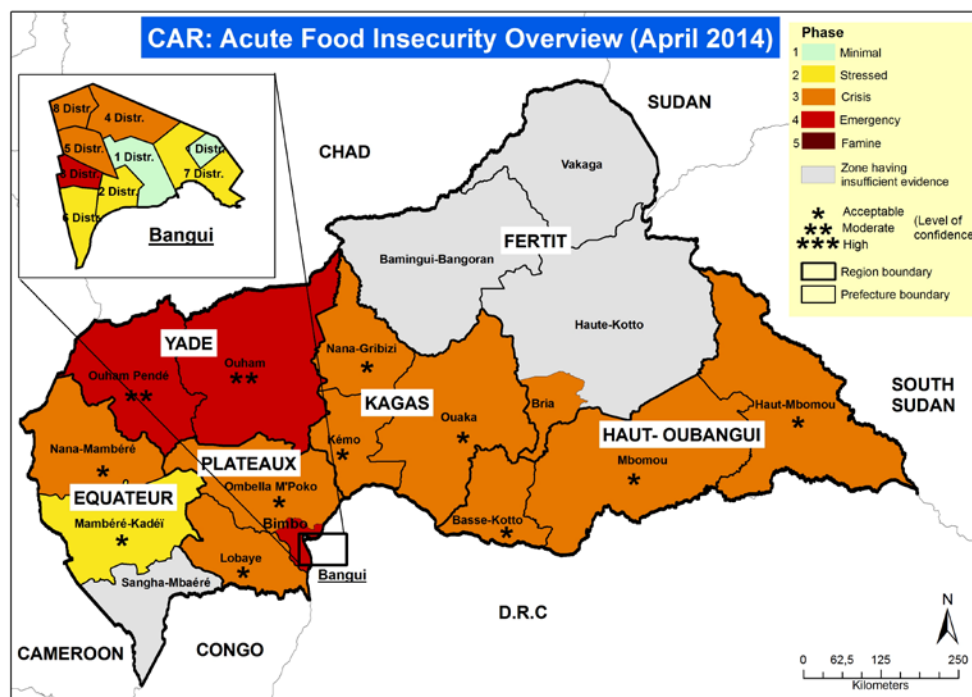 CAR: Acute Food Insecurity Overview (April 2014)
Phase
1 Minimal
2 Stressed
3 Crisis
4 Emergency
5 Famine
Zone having
insufficient evidence
* Acceptable
** Moderate
*** High
(Level of
confidence)
Region boundary
Prefecture boundary
8 Distr.
4 Distr.
5 Distr.
1 Distr.
Distr.
Distr.
2 Distr.
7 Distr.
6 Distr.
Bangui
SUDAN
CHAD
Vakaga
FERTIT
Bamingui-Bangoran
Haute-Kotto
YADE
Ouham
**
Ouham Pendé
**
Nana-Gribizi
*
KAGAS
Ouaka
*
Bria
Haut-Mbomou
*
SOUTH
SUDAN
HAUT- OUBANGUI
Mbomou
*
Nana-Mambéré
*
PLATEAUX
Kémo
*
Ombella M'Poko
*
EQUATEUR
Mambéré-Kadéï
*
Bimbo
Basse-Kotto
*
Lobaye
*
Bangui
Sangha-Mbaéré
D.R.C
CAMEROON
CONGO
N
0 62,5 125 250
Kilometers